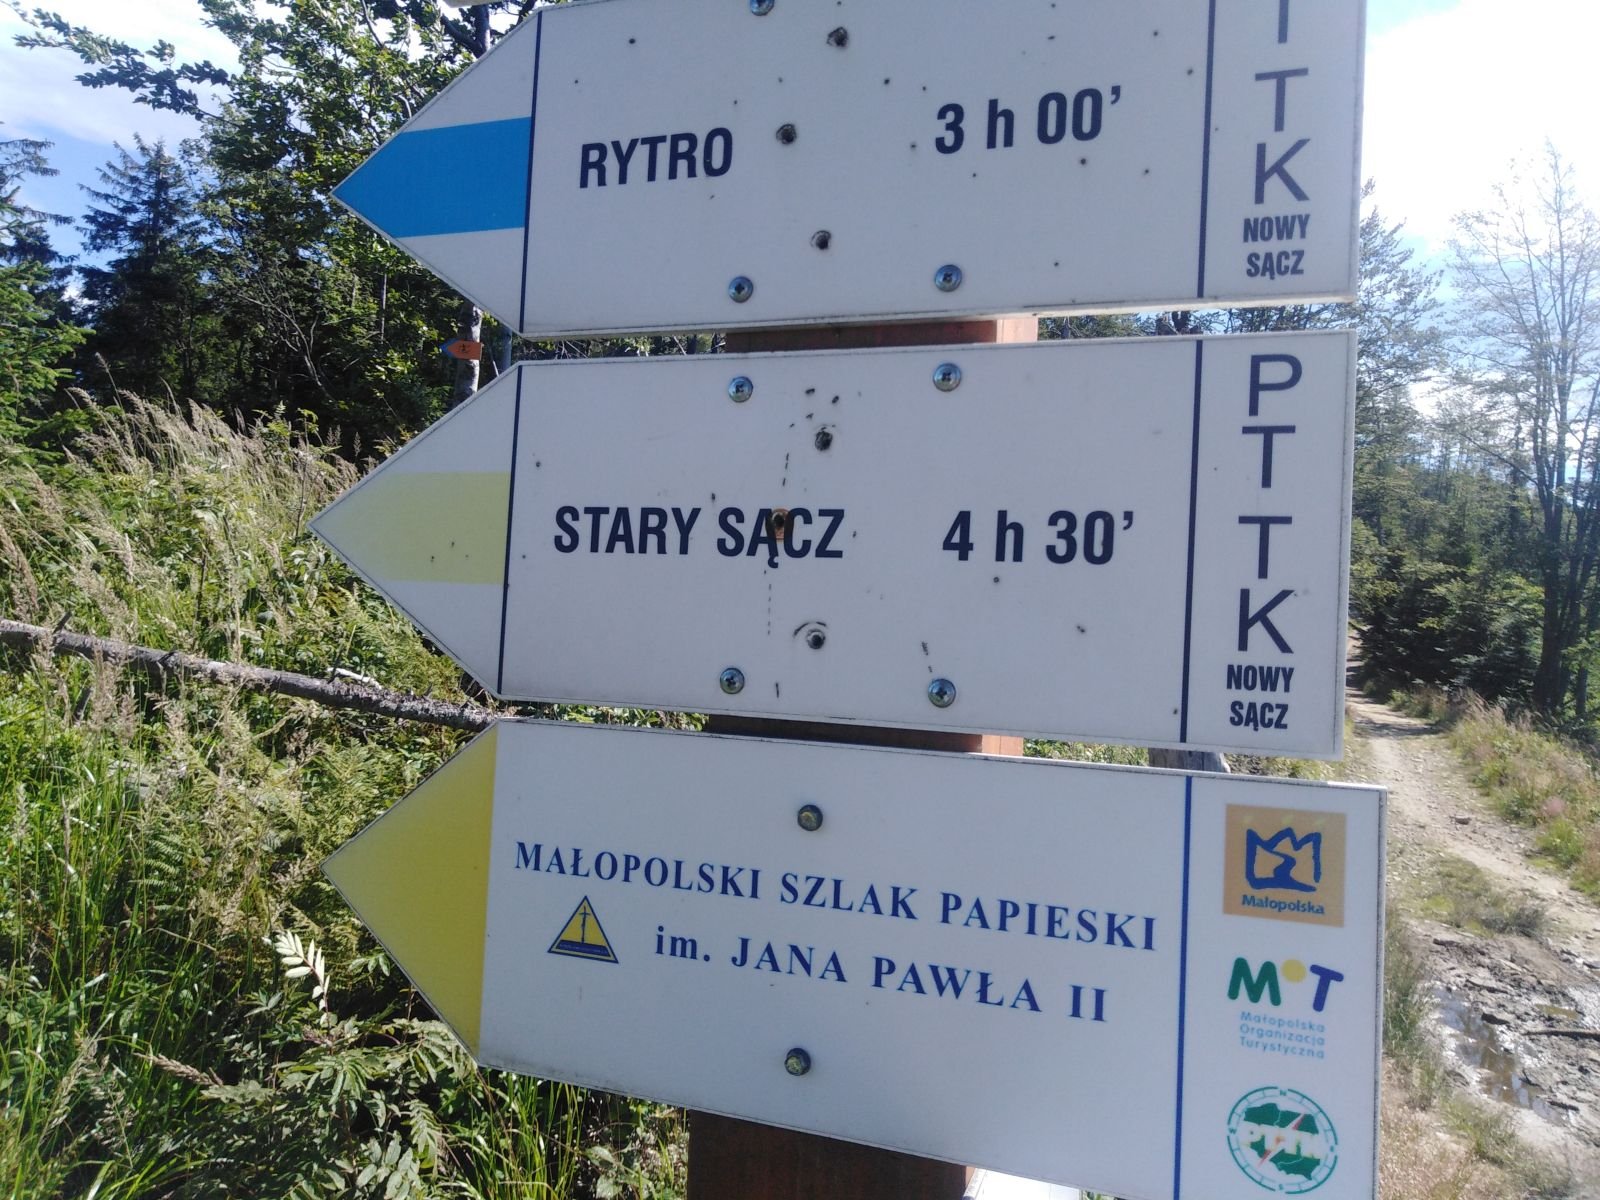 RYTRO 3 h 00’
T
T
K
NOWY
SĄCZ
STARY SĄCZ 4 h 30’
P
T
T
K
NOWY
SĄCZ
MAŁOPOLSKI SZLAK PAPIESKI
im. JANA PAWŁA II
Małopolska
MOT
Małopolska
Organizacja
Turystyczna
PTTK